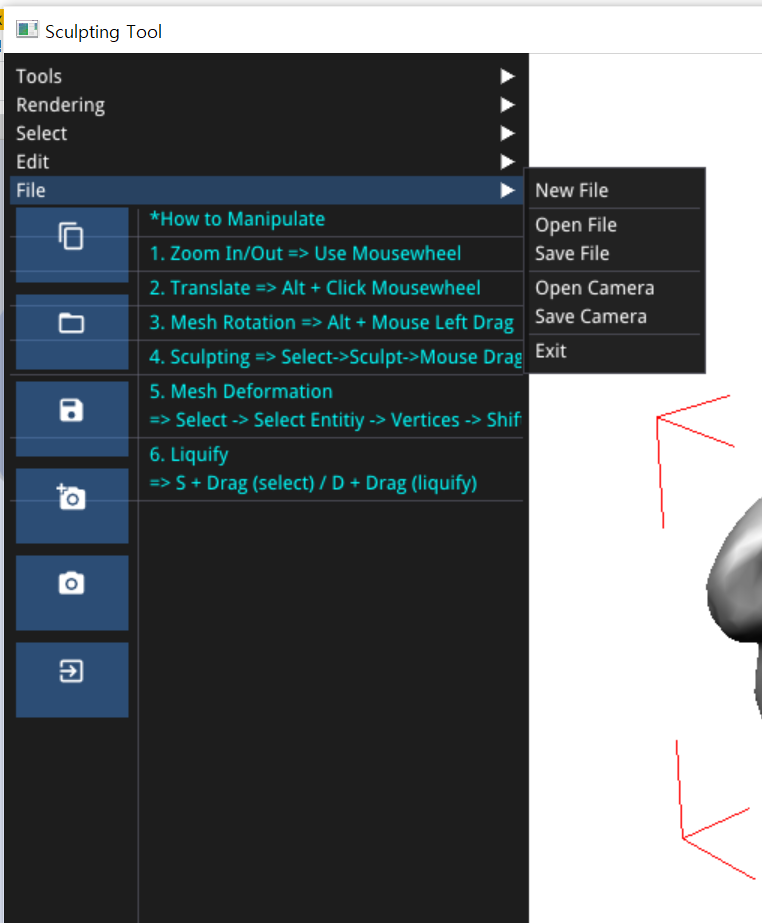 Sculpting Tool
Tools
Rendering
Select
Edit
File
*How to Manipulate
1. Zoom In/Out => Use Mousewheel
2. Translate => Alt + Click Mousewheel
3. Mesh Rotation => Alt + Mouse Left Drag
4. Sculpting => Select->Sculpt->Mouse Drag
5. Mesh Deformation
=> Select -> Select Entitiy -> Vertices -> Shif
6. Liquify
=> S + Drag (select) / D + Drag (liquify)
New File
Open File
Save File
Open Camera
Save Camera
Exit